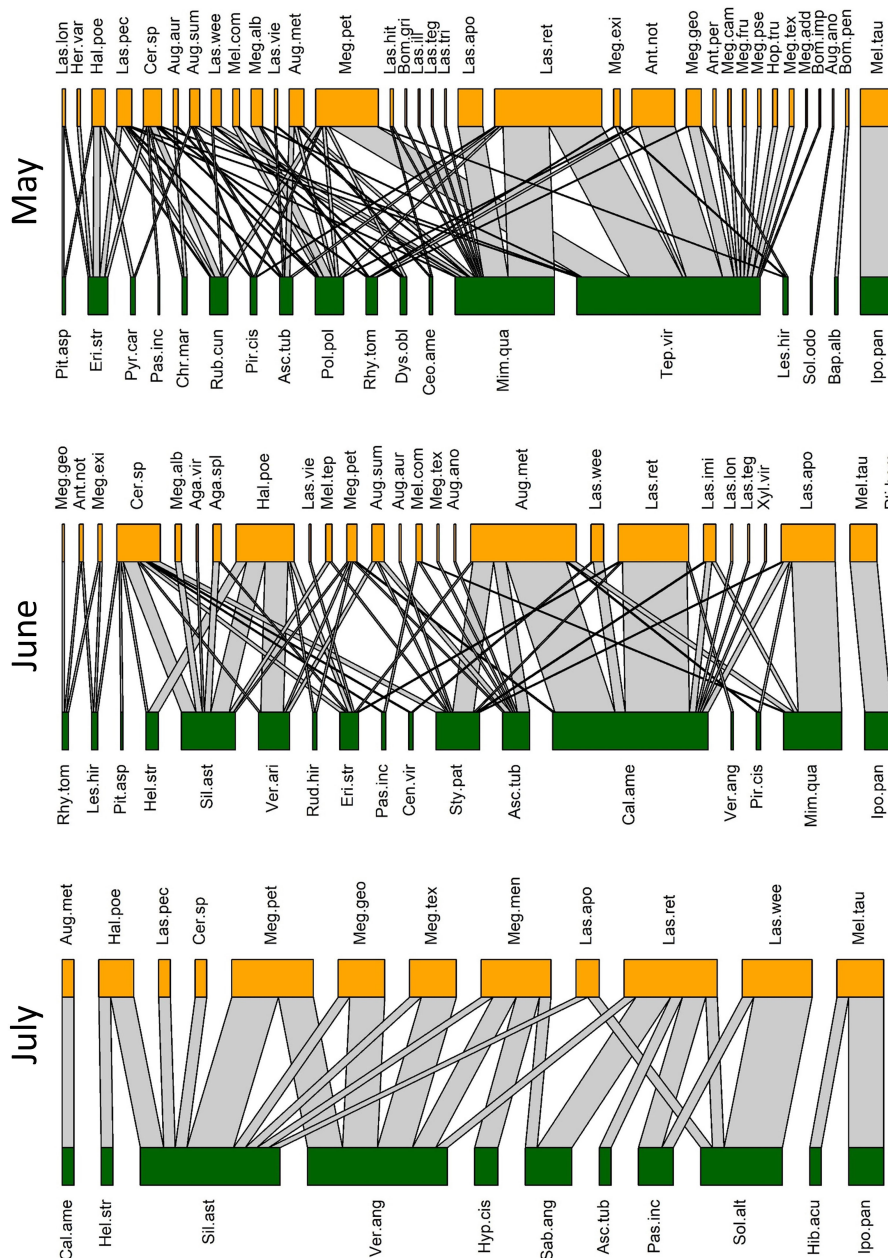 May
Las.lon
Her.var
Hal.poe
Las.pec
Cer.sp
Aug.aur
Aug.sum
Las.wee
Mel.com
Meg.alb
Las.vie
Aug.met
Meg.pet
Las.hit
Bom.gri
Las.ill
Las.teg
Las.tri
Las.apo
Las.ret
Meg.exi
Ant.not
Meg.geo
Ant.per
Meg.cam
Meg.fru
Meg.pse
Hop.tru
Meg.tex
Meg.add
Bom.imp
Aug.ano
Bom.pen
Mel.tau
Pit.asp
Eri.str
Pyr.car
Pas.inc
Chr.mar
Rub.cun
Pir.cis
Asc.tub
Pol.pol
Rhy.tom
Dys.obl
Ceo.ame
Mim.qua
Tep.vir
Les.hir
Sol.odo
Bap.alb
Ipo.pan
June
Meg.geo
Ant.not
Meg.exi
Cer.sp
Meg.alb
Aga.vir
Aga.spl
Hal.poe
Las.vie
Mel.tep
Meg.pet
Aug.sum
Aug.aur
Mel.com
Meg.tex
Aug.ano
Aug.met
Las.wee
Las.ret
Las.imi
Las.lon
Las.teg
Xyl.vir
Las.apo
Mel.tau
Rhy.tom
Les.hir
Pit.asp
Hel.str
Sil.ast
Ver.ari
Rud.hir
Eri.str
Pas.inc
Cen.vir
Sty.pat
Asc.tub
Cal.ame
Ver.ang
Pir.cis
Mim.qua
Ipo.pan
July
Aug.met
Hal.poe
Las.pec
Cer.sp
Meg.pet
Meg.geo
Meg.tex
Meg.men
Las.apo
Las.ret
Las.wee
Mel.tau
Cal.ame
Hel.str
Sil.ast
Ver.ang
Hyp.cis
Sab.ang
Asc.tub
Pas.inc
Sol.alt
Hib.acu
Ipo.pan